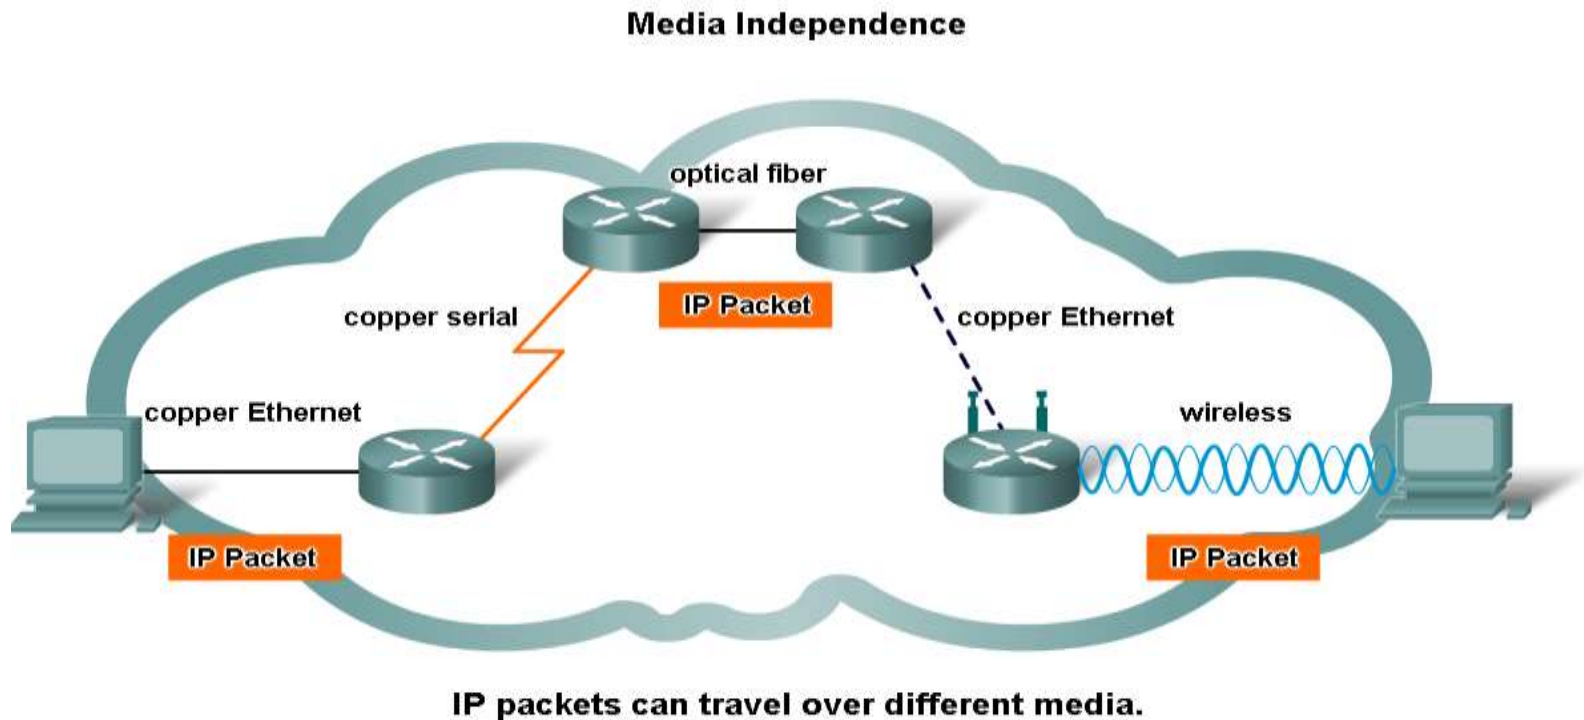 Media Independence
optical fiber
IP Packet
copper serial
copper Ethernet
copper Ethernet
wireless
IP Packet
IP Packet
IP packets can travel over different media.